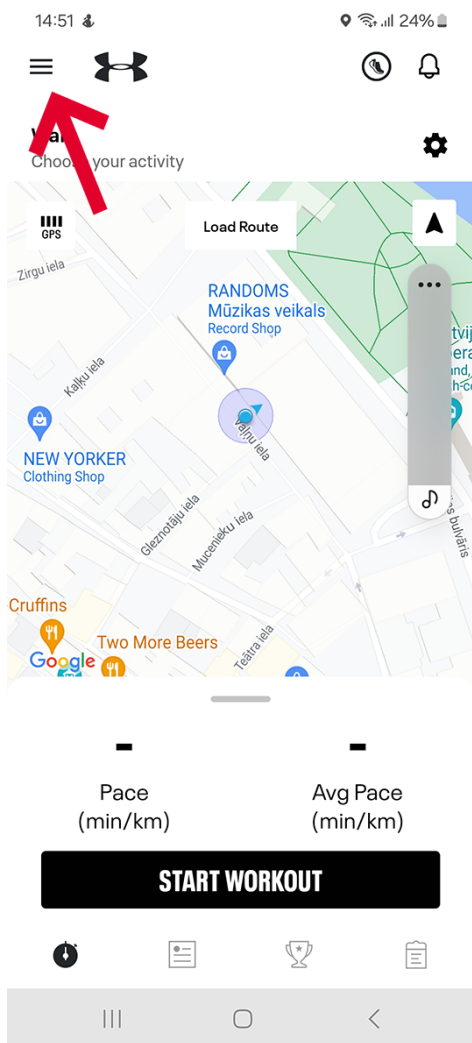 14:51
24%
Choose your activity
GPS
Load Route
Zirgu iela
RANDOMS
Mūzikas veikals
Record Shop
Kaļķu iela
NEW YORKER
Clothing Shop
Vaļņu iela
Gleznotāju iela
Mucenieku iela
bulvāris
Cruffins
Two More Beers
Google
Teātra iela
-
-
Pace
(min/km)
Avg Pace
(min/km)
START WORKOUT